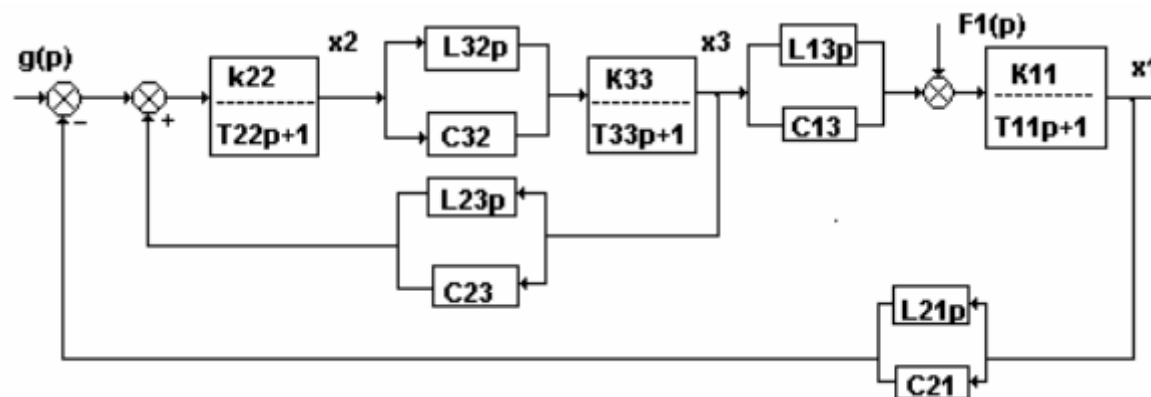 F1(p)
g(p)
x2
L32p
x3
L13p
x1
k22
T22p+1
C32
K33
T33p+1
C13
K11
T11p+1
−
+
L23p
C23
L21p
C21